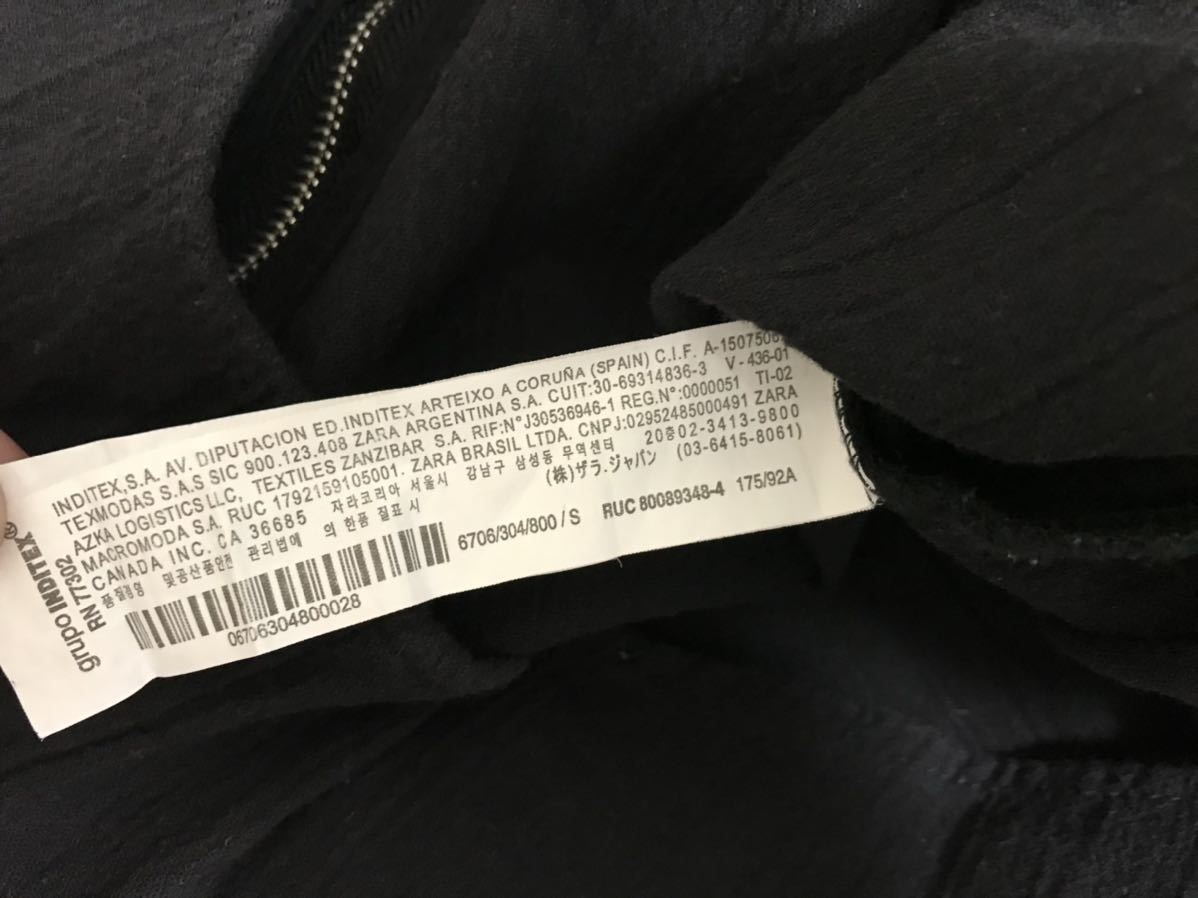 grupo INDITEX®
RN 77302
INDITEX,S.A. AV. DIPUTACION ED.INDITEX ARTEIXO A CORUÑA (SPAIN) C.I.F. A-150750
TEXMODAS S.A.S SIC 900.123.408 ZARA ARGENTINA S.A. CUIT:30-69314836-3 V-436-01
AZKA LOGISTICS LLC, TEXTILES ZANZIBAR S.A. RIF:N°J30536946-1 REG.N°:0000051 TI-02
MACROMODA S.A. RUC 1792159105001. ZARA BRASIL LTDA. CNPJ:02952485000491 ZARA
CANADA INC. CA 36685 자라코리아 서울시 강남구 삼성동 무역센터 20층02-3413-9800
품질경영 및공산품안전 관리법에 의 한품 질표 시 (株)ザラ.ジャパン (03-6415-8061)
06706304800028
6706/304/800 / S RUC 80089348-4 175/92A